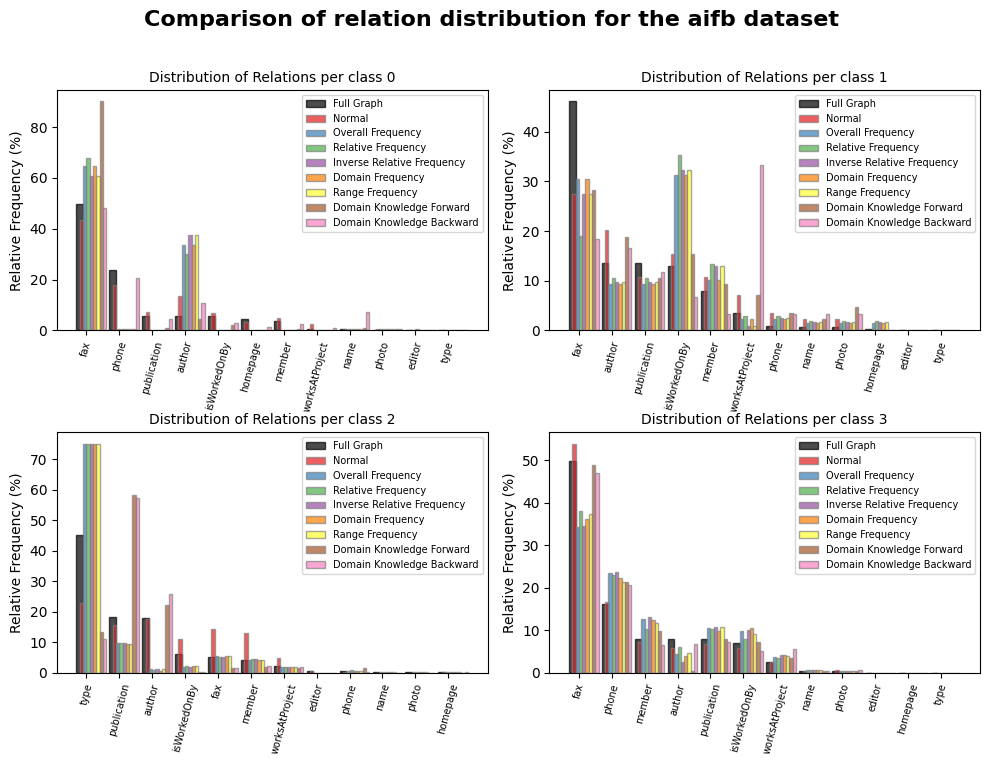 Comparison of relation distribution for the aifb dataset
Distribution of Relations per class 0
Relative Frequency (%)
80
60
40
20
0
Full Graph
Normal
Overall Frequency
Relative Frequency
Inverse Relative Frequency
Domain Frequency
Range Frequency
Domain Knowledge Forward
Domain Knowledge Backward
fax
phone
publication
author
isWorkedOnBy
homepage
member
worksAtProject
name
photo
editor
type
Distribution of Relations per class 1
Relative Frequency (%)
40
30
20
10
0
Full Graph
Normal
Overall Frequency
Relative Frequency
Inverse Relative Frequency
Domain Frequency
Range Frequency
Domain Knowledge Forward
Domain Knowledge Backward
fax
author
publication
isWorkedOnBy
member
worksAtProject
phone
name
photo
homepage
editor
type
Distribution of Relations per class 2
Relative Frequency (%)
70
60
50
40
30
20
10
0
Full Graph
Normal
Overall Frequency
Relative Frequency
Inverse Relative Frequency
Domain Frequency
Range Frequency
Domain Knowledge Forward
Domain Knowledge Backward
type
publication
author
isWorkedOnBy
fax
member
worksAtProject
editor
phone
name
photo
homepage
Distribution of Relations per class 3
Relative Frequency (%)
50
40
30
20
10
0
Full Graph
Normal
Overall Frequency
Relative Frequency
Inverse Relative Frequency
Domain Frequency
Range Frequency
Domain Knowledge Forward
Domain Knowledge Backward
fax
phone
member
author
publication
isWorkedOnBy
worksAtProject
name
photo
editor
homepage
type